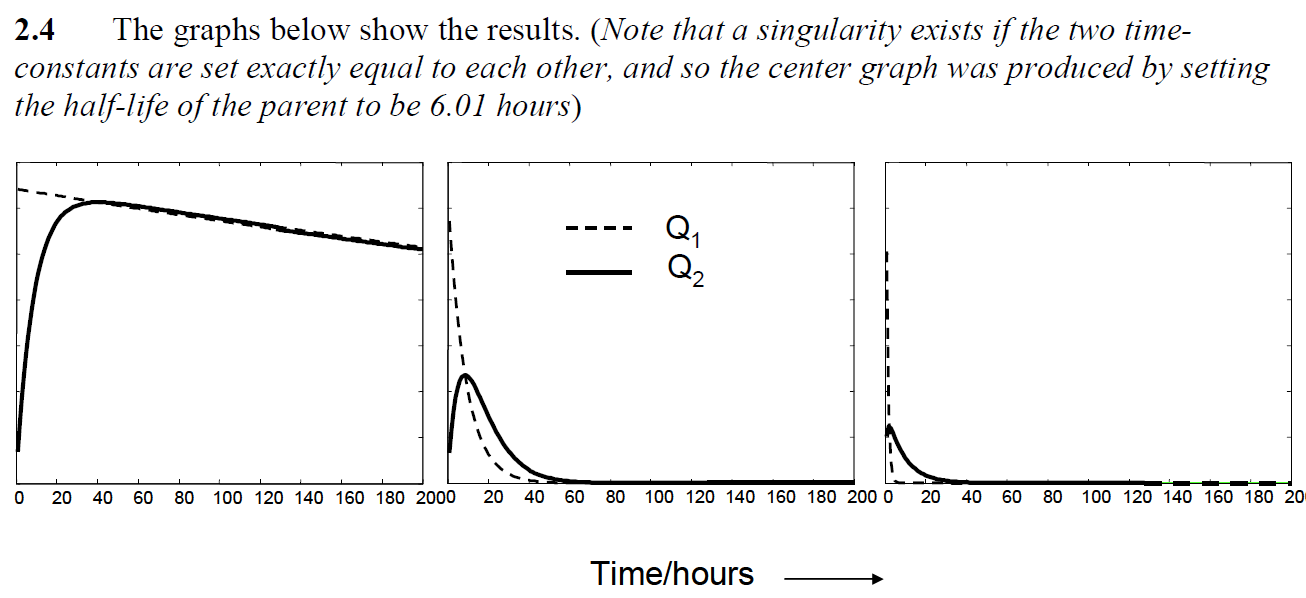 2.4 The graphs below show the results. (Note that a singularity exists if the two time-
constants are set exactly equal to each other, and so the center graph was produced by setting
the half-life of the parent to be 6.01 hours)
Q1
Q2
0 20 40 60 80 100 120 140 160 180 200
0 20 40 60 80 100 120 140 160 180 200
0 20 40 60 80 100 120 140 160 180 20
Time/hours